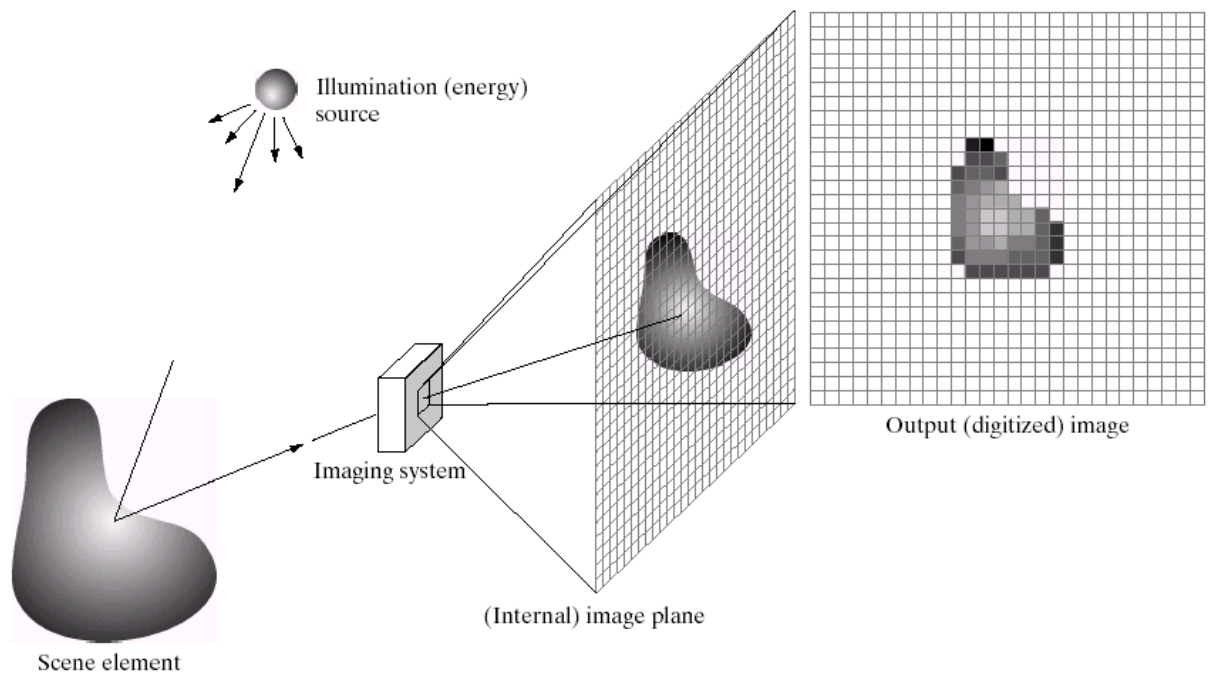 Illumination (energy)
source
Output (digitized) image
Imaging system
(Internal) image plane
Scene element